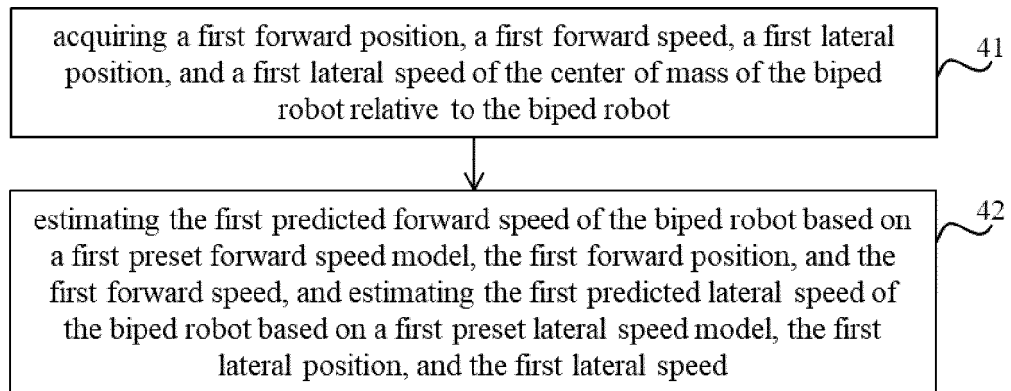 acquiring a first forward position, a first forward speed, a first lateral
position, and a first lateral speed of the center of mass of the biped
robot relative to the biped robot
41
estimating the first predicted forward speed of the biped robot based on
a first preset forward speed model, the first forward position, and the
first forward speed, and estimating the first predicted lateral speed of
the biped robot based on a first preset lateral speed model, the first
lateral position, and the first lateral speed
42